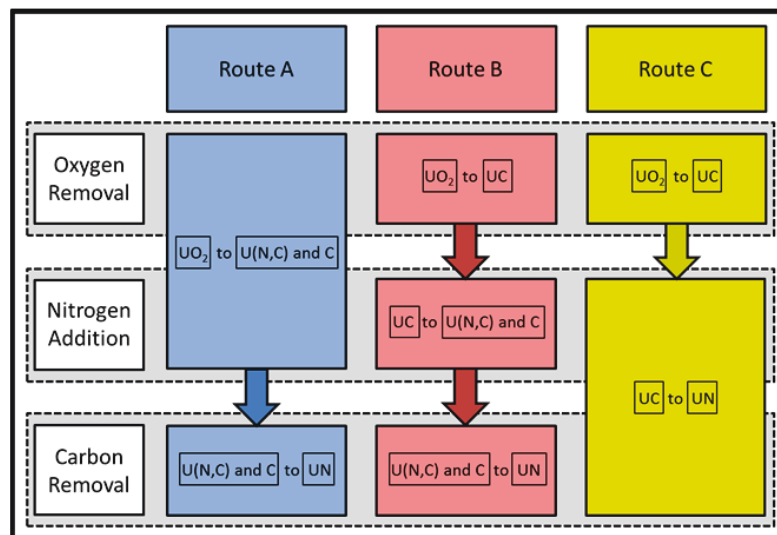 Route A
Route B
Route C
Oxygen
Removal
UO₂ to UC
UO₂ to UC
UO₂ to U(N,C) and C
Nitrogen
Addition
UC to U(N,C) and C
UC to UN
Carbon
Removal
U(N,C) and C to UN
U(N,C) and C to UN